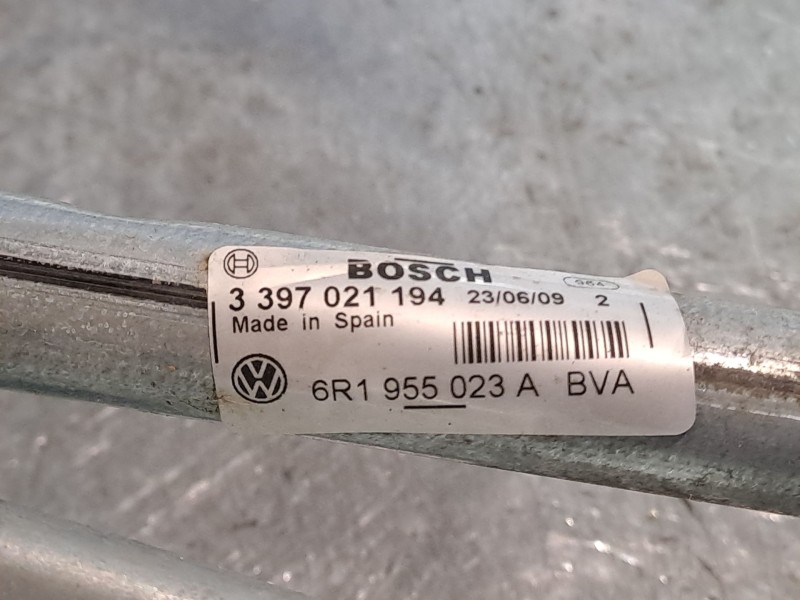 BOSCH
3 397 021 194 23/06/09 2
Made in Spain
6R1 955 023 A BVA